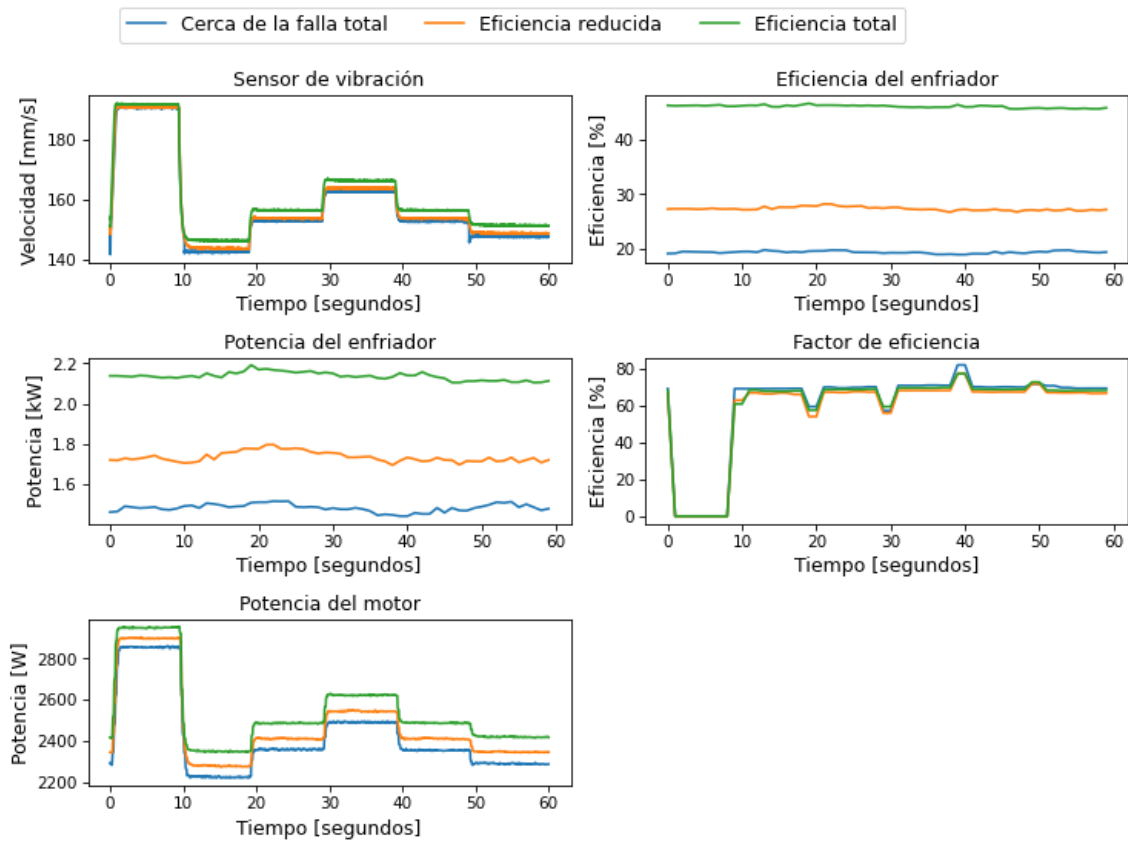 Cerca de la falla total Eficiencia reducida Eficiencia total
Sensor de vibración
Velocidad [mm/s]
180
160
140
0 10 20 30 40 50 60
Tiempo [segundos]
Eficiencia del enfriador
Eficiencia [%]
40
30
20
0 10 20 30 40 50 60
Tiempo [segundos]
Potencia del enfriador
Potencia [kW]
2.2
2.0
1.8
1.6
0 10 20 30 40 50 60
Tiempo [segundos]
Factor de eficiencia
Eficiencia [%]
80
60
40
20
0
0 10 20 30 40 50 60
Tiempo [segundos]
Potencia del motor
Potencia [W]
2800
2600
2400
2200
0 10 20 30 40 50 60
Tiempo [segundos]